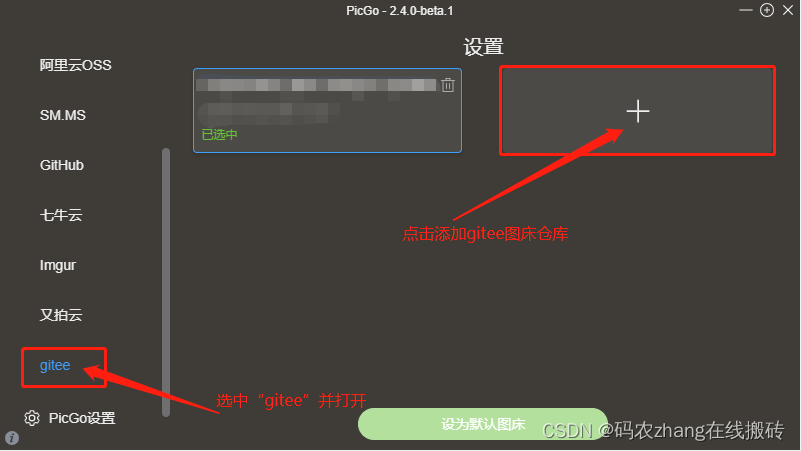 PicGo - 2.4.0-beta.1
设置
阿里云OSS
SM.MS
GitHub
七牛云
Imgur
又拍云
gitee
PicGo设置
已选中
点击添加gitee图床仓库
选中“gitee”并打开
设为默认图床
CSDN @码农zhang在线搬砖